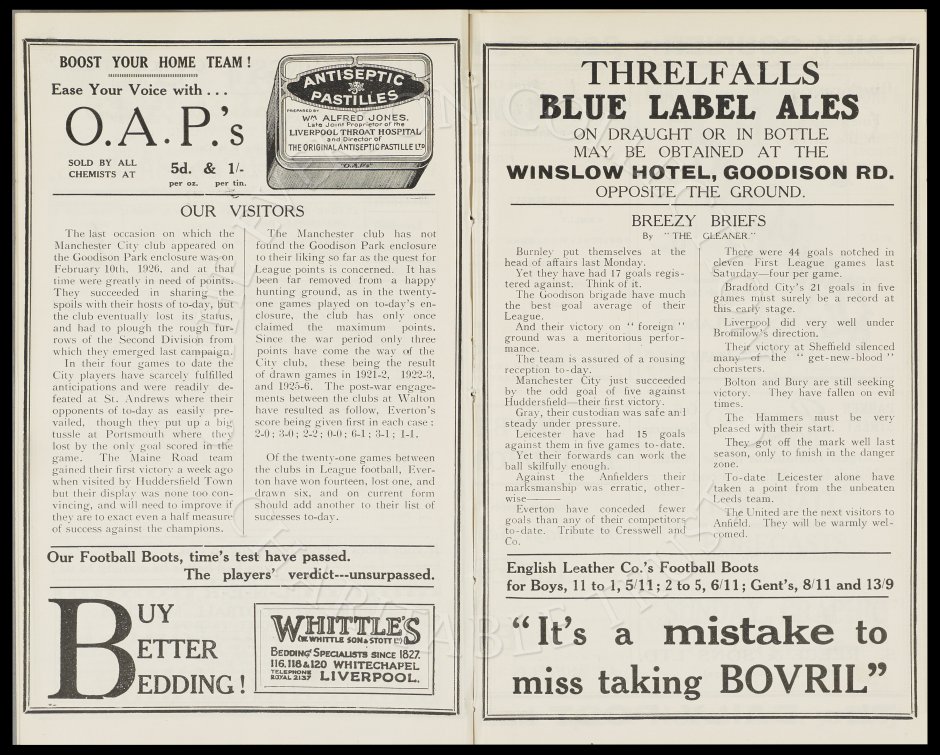 BOOST YOUR HOME TEAM!
Ease Your Voice with . . .
O.A.P.'s
SOLD BY ALL
CHEMISTS AT
5d. & 1/-
per oz. per tin.
ANTISEPTIC
PASTILLES
PREPARED BY
WM ALFRED JONES,
Late Joint Proprietor of the
LIVERPOOL THROAT HOSPITAL
and Director of
THE ORIGINAL ANTISEPTIC PASTILLE LTD
"O.A.P.s"
OUR VISITORS
The last occasion on which the
Manchester City club appeared on
the Goodison Park enclosure was on
February 10th, 1926, and at that
time were greatly in need of points.
They succeeded in sharing the
spoils with their hosts of to-day, but
the club eventually lost its status,
and had to plough the rough fur-
rows of the Second Division from
which they emerged last campaign.
In their four games to date the
City players have scarcely fulfilled
anticipations and were readily de-
feated at St. Andrews where their
opponents of to-day as easily pre-
vailed, though they put up a big
tussle at Portsmouth where they
lost by the only goal scored in the
game. The Maine Road team
gained their first victory a week ago
when visited by Huddersfield Town
but their display was none too con-
vincing, and will need to improve if
they are to exact even a half measure
of success against the champions.
The Manchester club has not
found the Goodison Park enclosure
to their liking so far as the quest for
League points is concerned. It has
been far removed from a happy
hunting ground, as in the twenty-
one games played on to-day's en-
closure, the club has only once
claimed the maximum points.
Since the war period only three
points have come the way of the
City club, these being the result
of drawn games in 1921-2, 1922-3,
and 1925-6. The post-war engage-
ments between the clubs at Walton
have resulted as follow, Everton's
score being given first in each case :
2-0 ; 3-0 ; 2-2 ; 0-0 ; 6-1 ; 3-1 ; 1-1.
Of the twenty-one games between
the clubs in League football, Ever-
ton have won fourteen, lost one, and
drawn six, and on current form
should add another to their list of
successes to-day.
Our Football Boots, time's test have passed.
The players' verdict---unsurpassed.
BUY
BETTER
BEDDING!
WHITTLE'S
(W. WHITTLE SON & STOTT LTD)
BEDDING SPECIALISTS SINCE 1827.
116, 118 & 120 WHITECHAPEL
TELEPHONE
ROYAL 2137
LIVERPOOL.
THRELFALLS
BLUE LABEL ALES
ON DRAUGHT OR IN BOTTLE
MAY BE OBTAINED AT THE
WINSLOW HOTEL, GOODISON RD.
OPPOSITE THE GROUND.
BREEZY BRIEFS
By "THE GLEANER."
Burnley put themselves at the
head of affairs last Monday.
Yet they have had 17 goals regis-
tered against. Think of it.
The Goodison brigade have much
the best goal average of their
League.
And their victory on " foreign "
ground was a meritorious perfor-
mance.
The team is assured of a rousing
reception to-day.
Manchester City just succeeded
by the odd goal of five against
Huddersfield—their first victory.
Gray, their custodian was safe and
steady under pressure.
Leicester have had 15 goals
against them in five games to-date.
Yet their forwards can work the
ball skilfully enough.
Against the Anfielders their
marksmanship was erratic, other-
wise———
Everton have conceded fewer
goals than any of their competitors
to-date. Tribute to Cresswell and
Co.
There were 44 goals notched in
eleven First League games last
Saturday—four per game.
Bradford City's 21 goals in five
games must surely be a record at
this early stage.
Liverpool did very well under
Bromilow's direction.
They victory at Sheffield silenced
many of the " get-new-blood "
choristers.
Bolton and Bury are still seeking
victory. They have fallen on evil
times.
The Hammers must be very
pleased with their start.
They got off the mark well last
season, only to finish in the danger
zone.
To-date Leicester alone have
taken a point from the unbeaten
Leeds team.
The United are the next visitors to
Anfield. They will be warmly wel-
comed.
English Leather Co.'s Football Boots
for Boys, 11 to 1, 5/11; 2 to 5, 6/11; Gent's, 8/11 and 13/9
"It's a mistake to
miss taking BOVRIL"